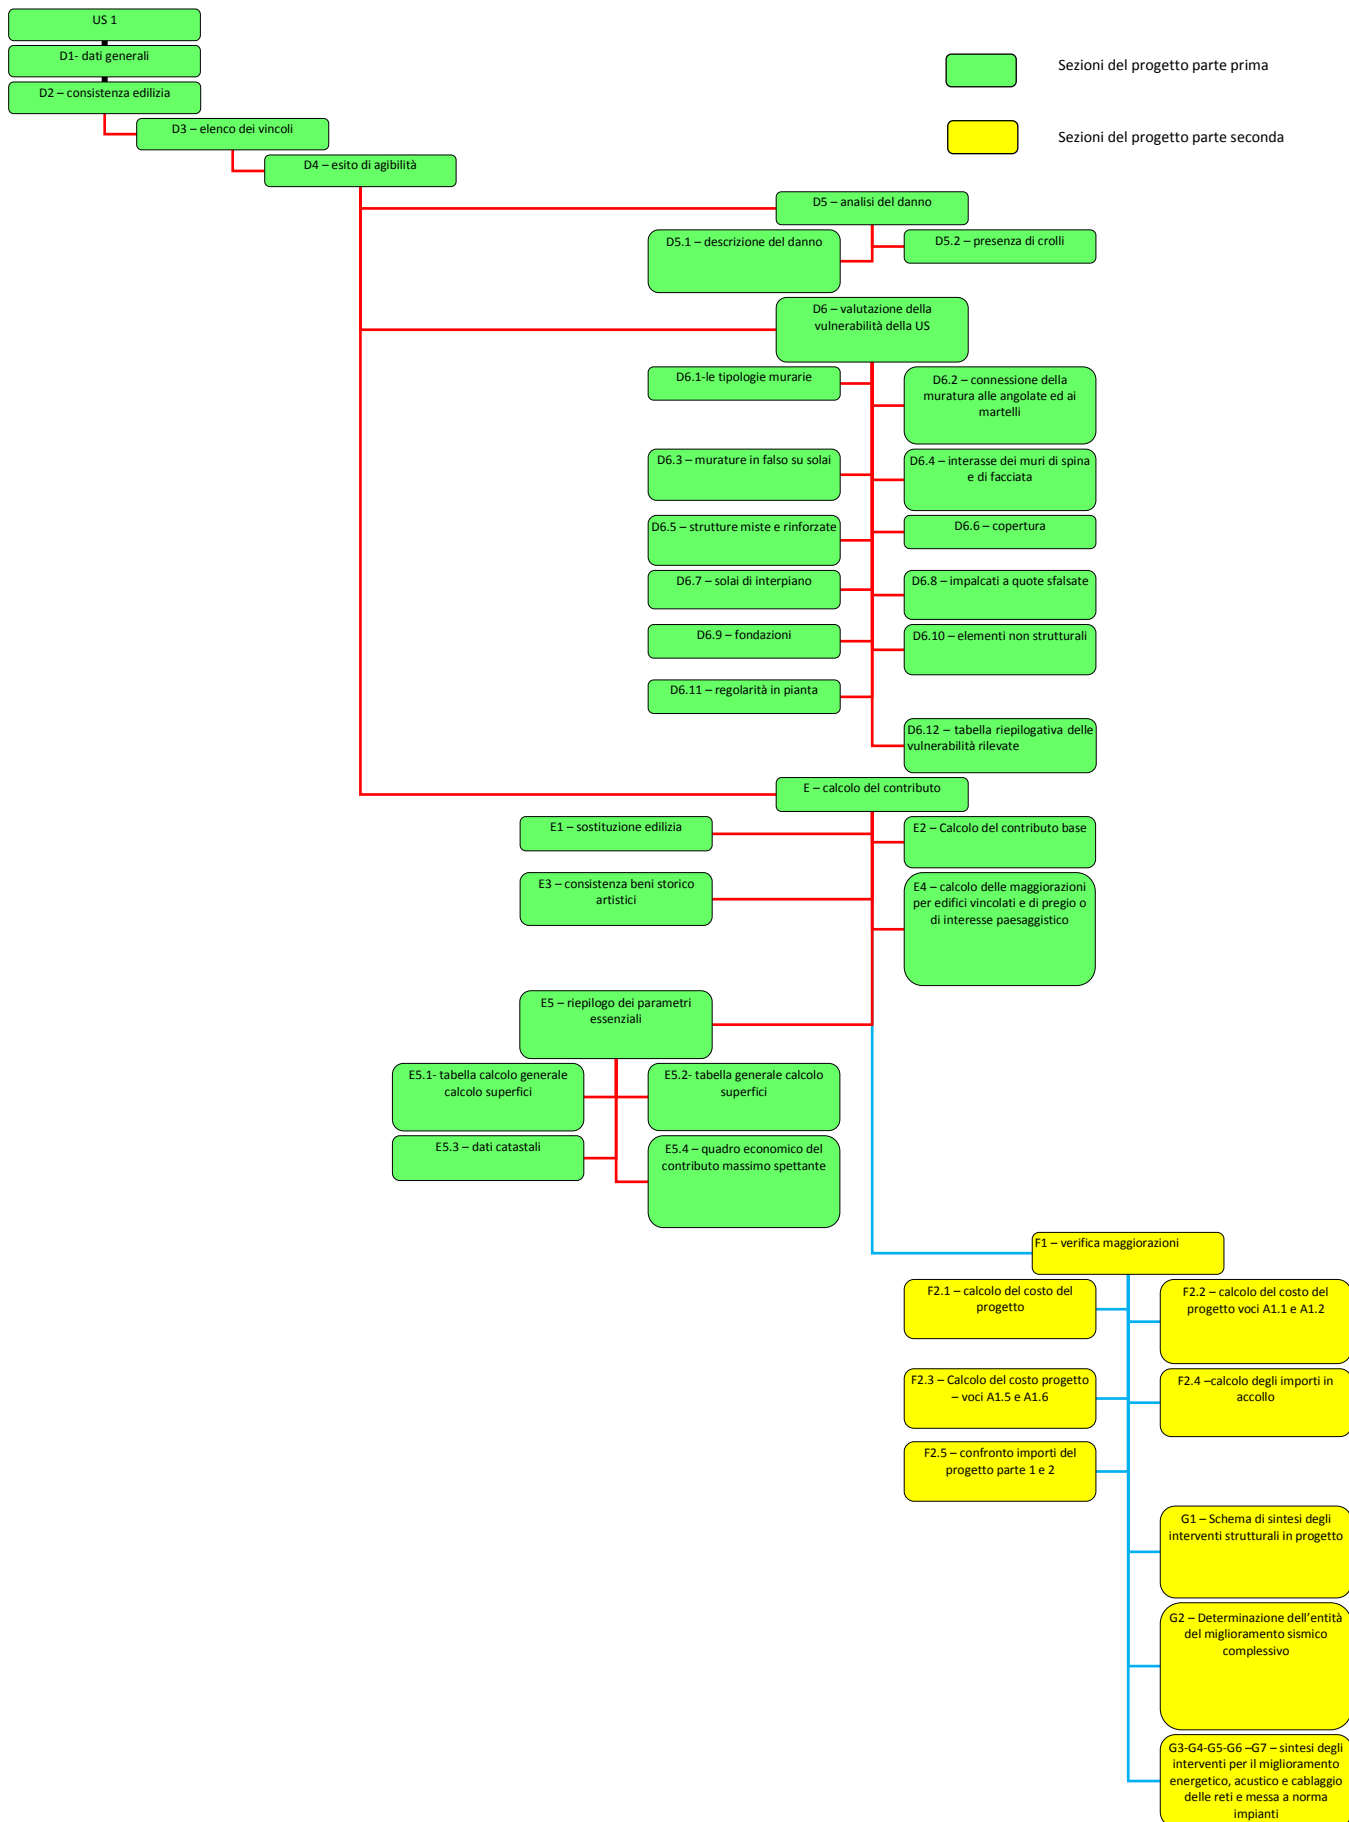 US 1
D1- dati generali
D2 – consistenza edilizia
D3 – elenco dei vincoli
D4 – esito di agibilità
Sezioni del progetto parte prima
Sezioni del progetto parte seconda
D5 – analisi del danno
D5.1 – descrizione del danno
D5.2 – presenza di crolli
D6 – valutazione della
vulnerabilità della US
D6.1-le tipologie murarie
D6.2 – connessione della
muratura alle angolate ed ai
martelli
D6.3 – murature in falso su solai
D6.4 – interasse dei muri di spina
e di facciata
D6.5 – strutture miste e rinforzate
D6.6 – copertura
D6.7 – solai di interpiano
D6.8 – impalcati a quote sfalsate
D6.9 – fondazioni
D6.10 – elementi non strutturali
D6.11 – regolarità in pianta
D6.12 – tabella riepilogativa delle
vulnerabilità rilevate
E – calcolo del contributo
E1 – sostituzione edilizia
E2 – Calcolo del contributo base
E3 – consistenza beni storico
artistici
E4 – calcolo delle maggiorazioni
per edifici vincolati e di pregio o
di interesse paesaggistico
E5 – riepilogo dei parametri
essenziali
E5.1- tabella calcolo generale
calcolo superfici
E5.2- tabella generale calcolo
superfici
E5.3 – dati catastali
E5.4 – quadro economico del
contributo massimo spettante
F1 – verifica maggiorazioni
F2.1 – calcolo del costo del
progetto
F2.2 – calcolo del costo del
progetto voci A1.1 e A1.2
F2.3 – Calcolo del costo progetto
– voci A1.5 e A1.6
F2.4 –calcolo degli importi in
accollo
F2.5 – confronto importi del
progetto parte 1 e 2
G1 – Schema di sintesi degli
interventi strutturali in progetto
G2 – Determinazione dell'entità
del miglioramento sismico
complessivo
G3-G4-G5-G6 –G7 – sintesi degli
interventi per il miglioramento
energetico, acustico e cablaggio
delle reti e messa a norma
impianti